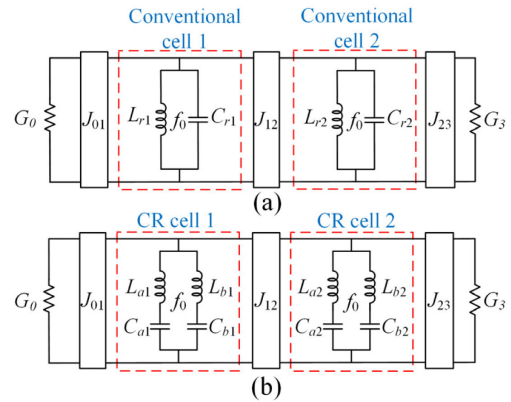 Conventional cell 1
Conventional cell 2
G0
J01
Lr1
f0
Cr1
J12
Lr2
f0
Cr2
J23
G3
(a)
CR cell 1
CR cell 2
G0
J01
La1
Lb1
f0
Ca1
Cb1
J12
La2
Lb2
f0
Ca2
Cb2
J23
G3
(b)